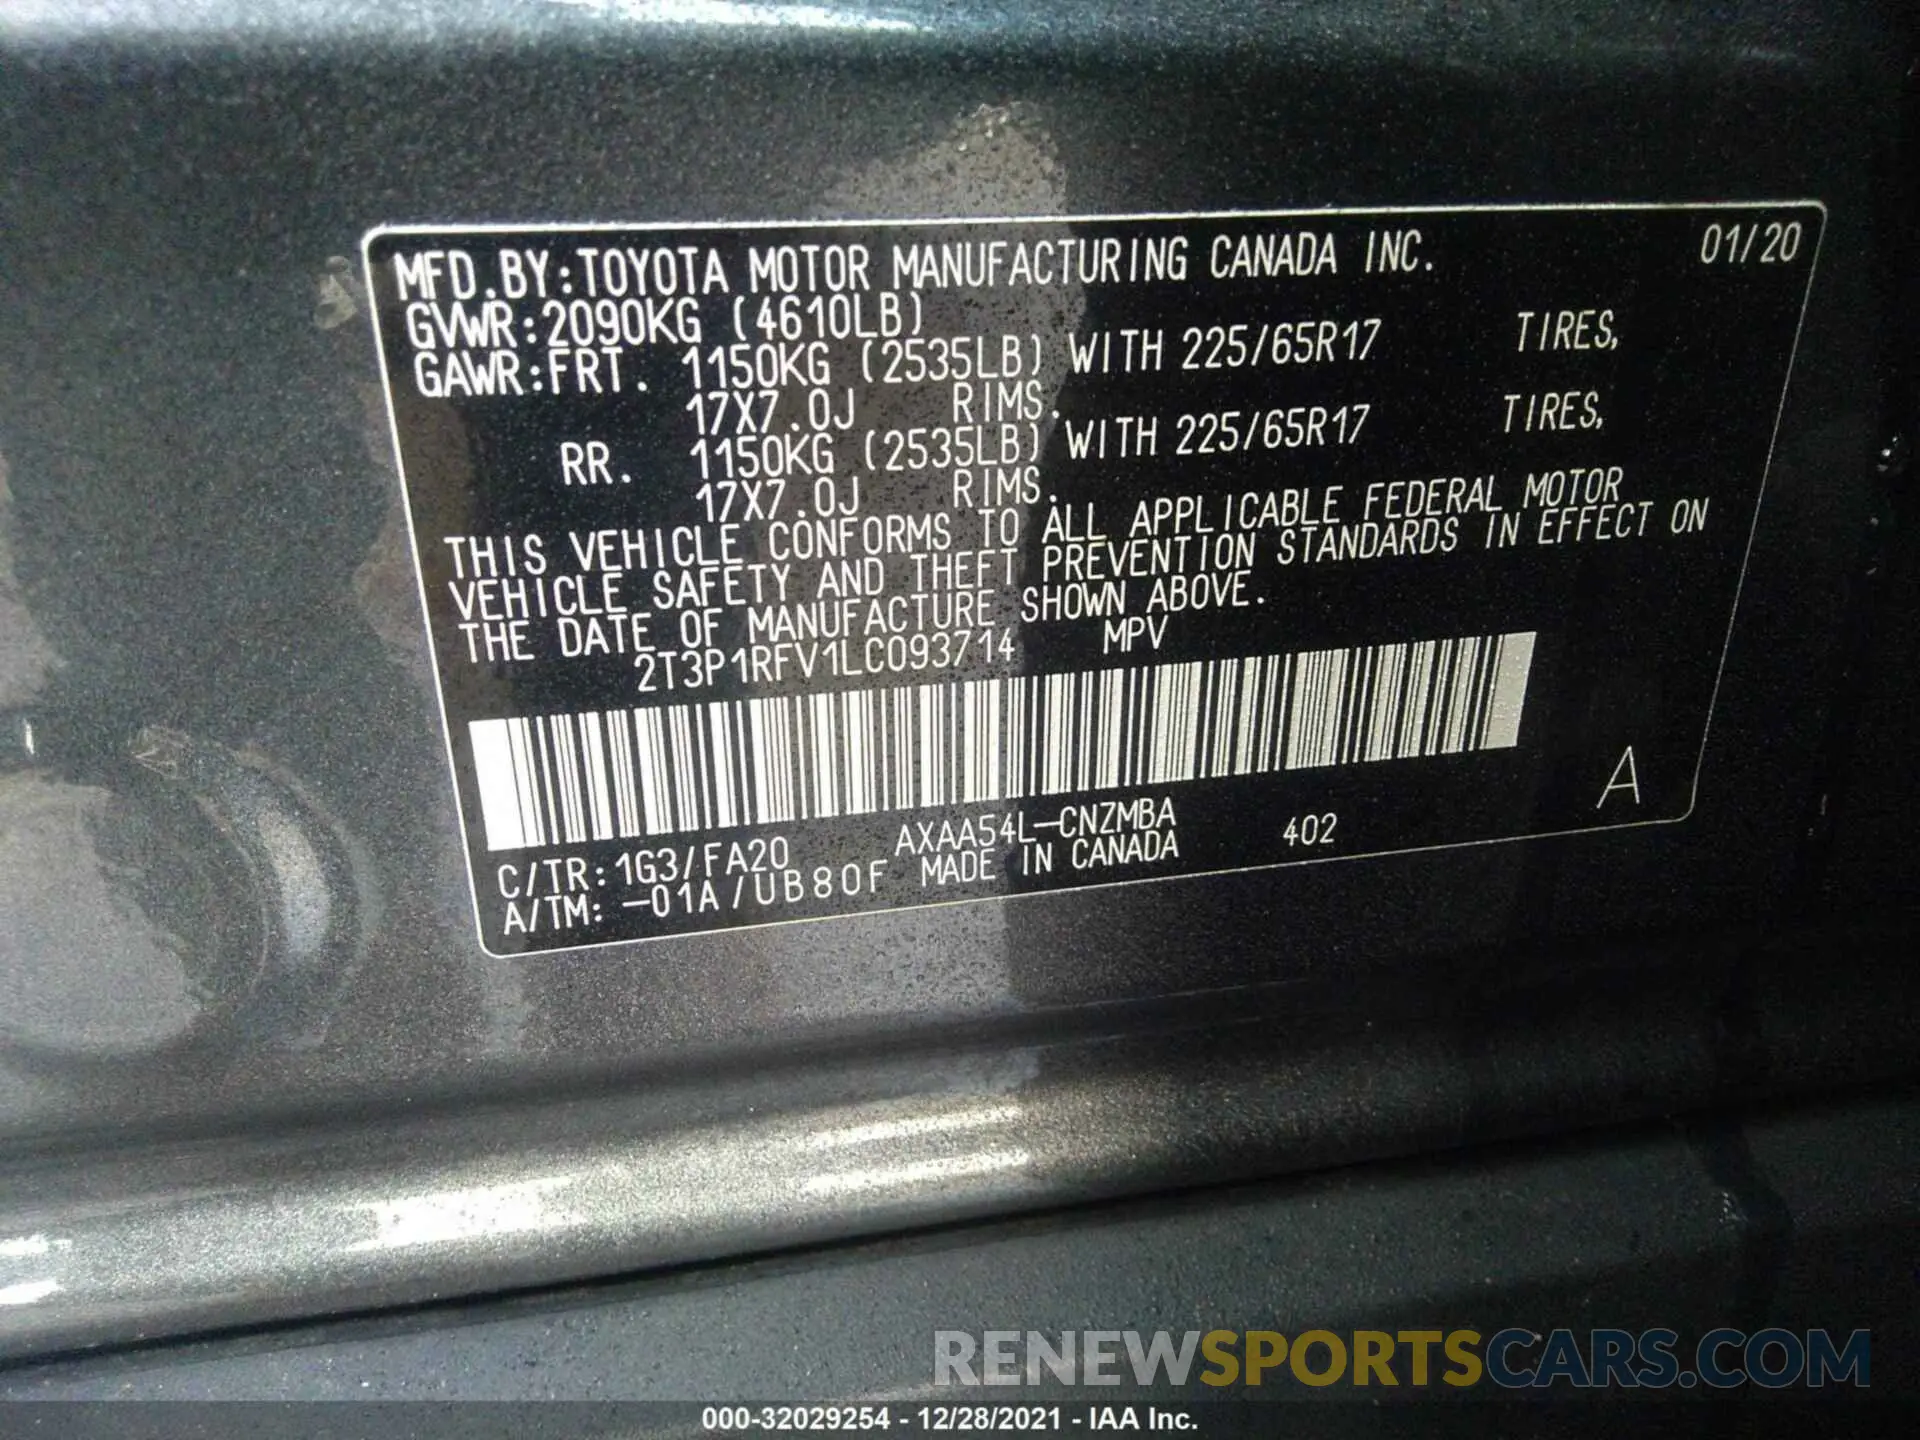 MFD.BY:TOYOTA MOTOR MANUFACTURING CANADA INC. 01/20
GVWR:2090KG (4610LB)
GAWR:FRT. 1150KG (2535LB) WITH 225/65R17 TIRES,
17X7.0J RIMS.
RR. 1150KG (2535LB) WITH 225/65R17 TIRES,
17X7.0J RIMS.
THIS VEHICLE CONFORMS TO ALL APPLICABLE FEDERAL MOTOR
VEHICLE SAFETY AND THEFT PREVENTION STANDARDS IN EFFECT ON
THE DATE OF MANUFACTURE SHOWN ABOVE.
2T3P1RFV1LC093714 MPV
A
C/TR:1G3/FA20 AXAA54L-CNZMBA 402
A/TM:-01A/UB80F MADE IN CANADA
RENEWSPORTSCARS.COM
000-32029254 - 12/28/2021 - IAA Inc.